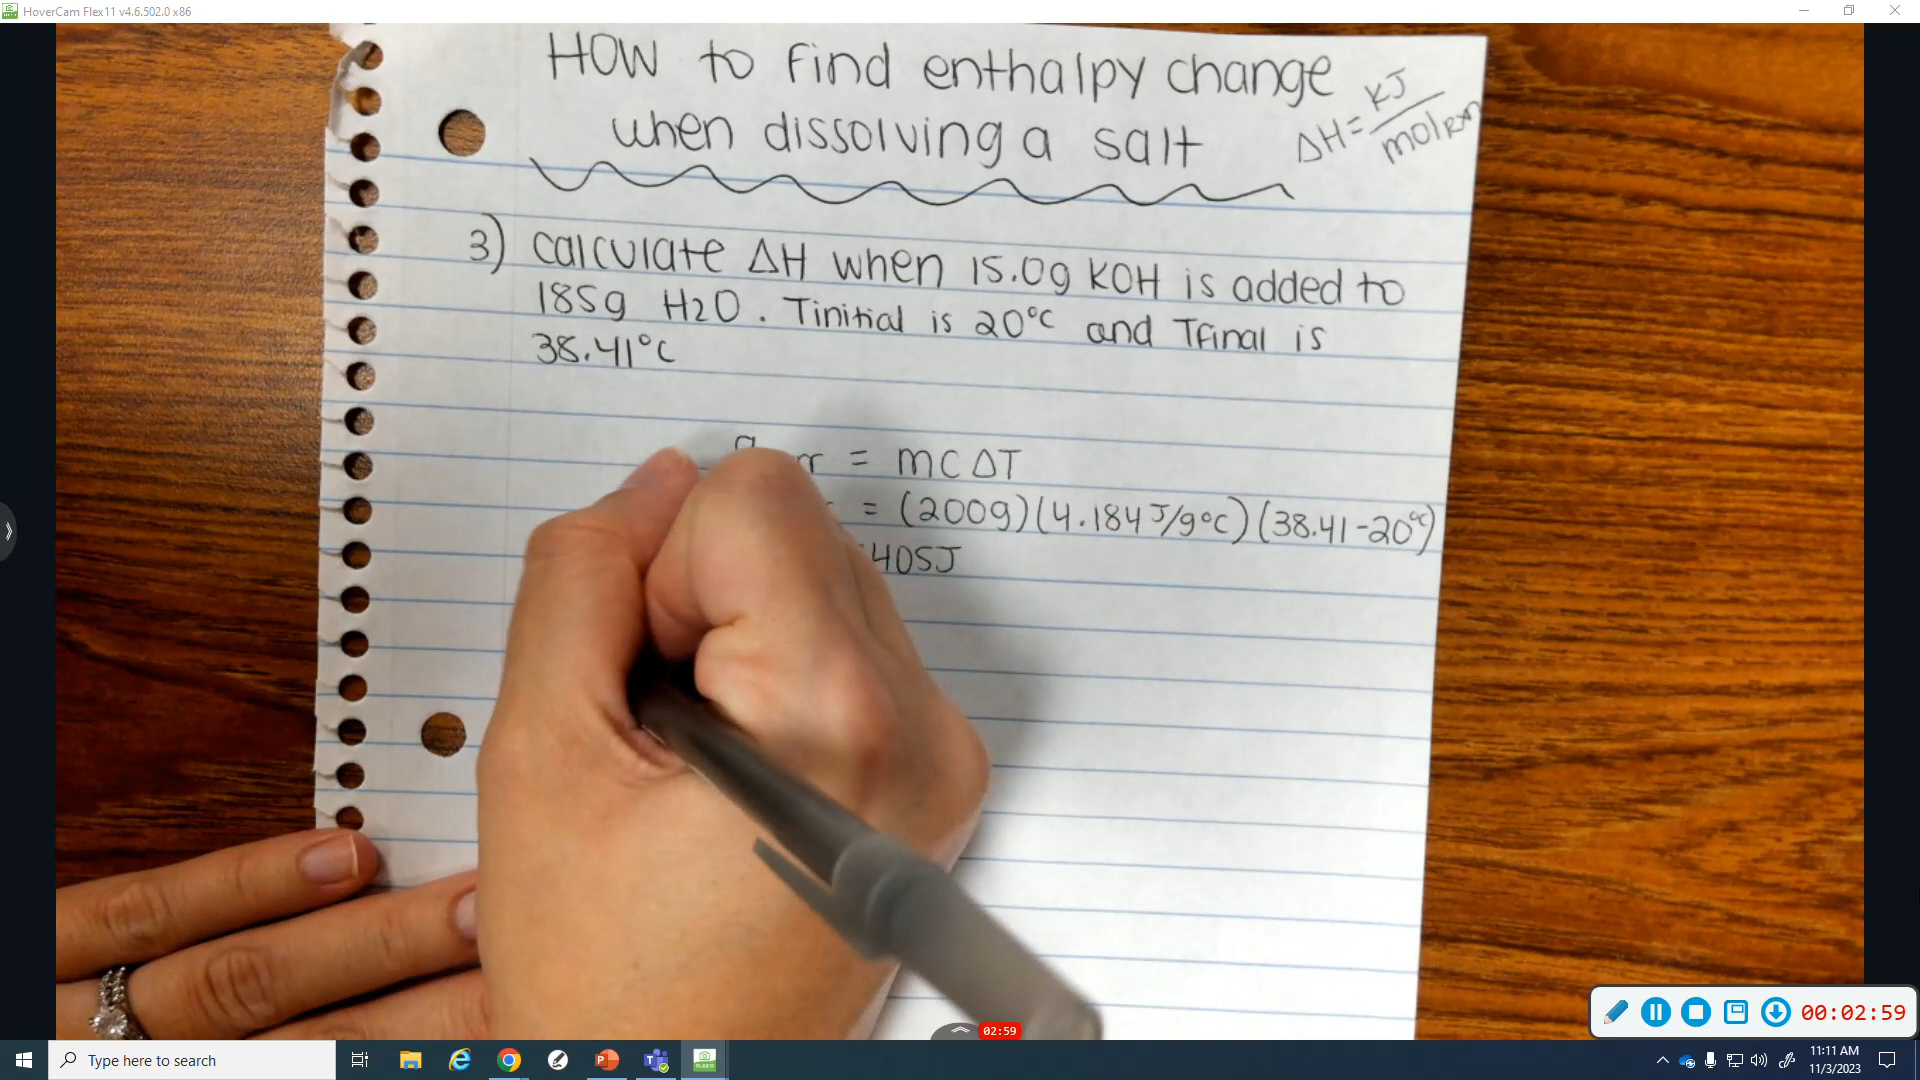 HoverCam Flex11 v4.6.502.0 x86
HOW to find enthalpy change
when dissolving a salt
ΔH = kJ
molrxn
3) Calculate ΔH when 15.0g KOH is added to
185g H2O. Tinitial is 20°C and TFinal is
38.41°C
= mCΔT
= (200g)(4.184 J/g°C)(38.41-20°C)
405J
02:59
00:02:59
Type here to search
11:11 AM
11/3/2023